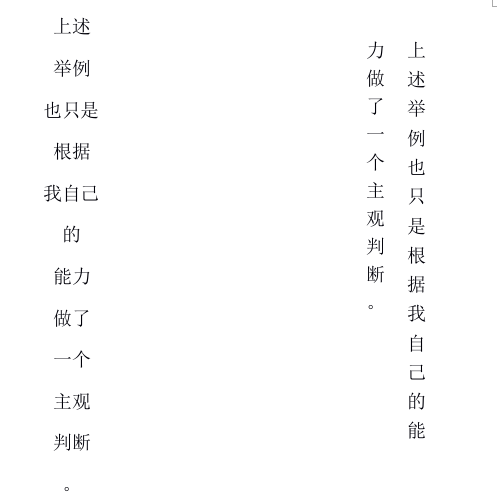 上述
举例
也只是
根据
我自己
的
能力
做了
一个
主观
判断
。
上述举例也只是根据我自己的能
力做了一个主观判断。